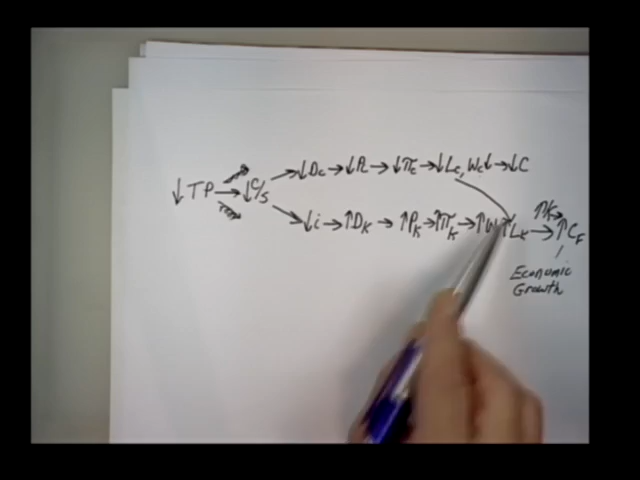 ↓Dc → ↓Pc → ↓πc → ↓Lc, Wc↓ → ↓C
↓TP → ↓C/S
↑K →
↓i → ↑DK → ↑PK → ↑πK → ↑W ↑LK → ↑CF
Economic
Growth